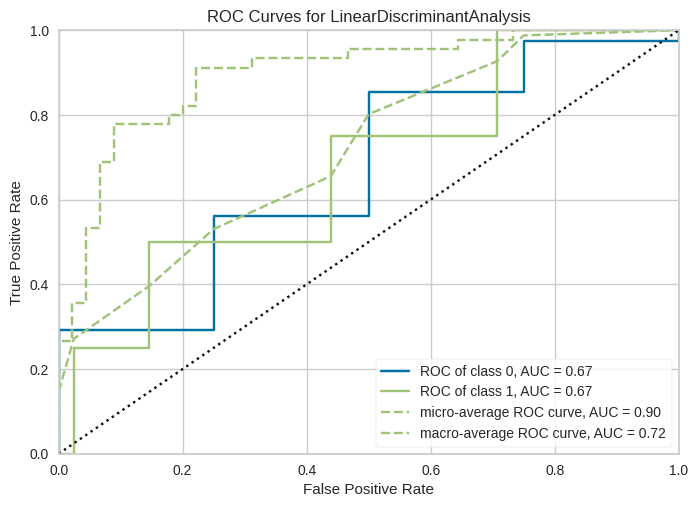 ROC Curves for LinearDiscriminantAnalysis
1.0
0.8
0.6
0.4
0.2
0.0
True Positive Rate
ROC of class 0, AUC = 0.67
ROC of class 1, AUC = 0.67
micro-average ROC curve, AUC = 0.90
macro-average ROC curve, AUC = 0.72
0.0 0.2 0.4 0.6 0.8 1.0
False Positive Rate